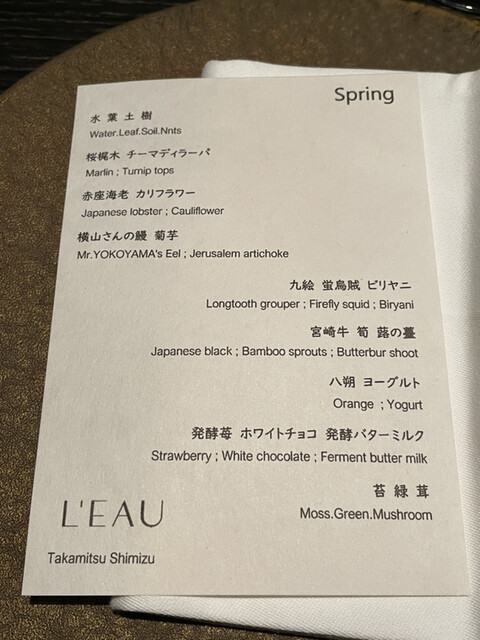 Spring
水 葉 土 樹
Water.Leaf.Soil.Nnts
桜梶木 チーマディラーパ
Marlin ; Turnip tops
赤座海老 カリフラワー
Japanese lobster ; Cauliflower
横山さんの鰻 菊芋
Mr.YOKOYAMA's Eel ; Jerusalem artichoke
九絵 蛍烏賊 ビリヤニ
Longtooth grouper ; Firefly squid ; Biryani
宮崎牛 筍 蕗の薹
Japanese black ; Bamboo sprouts ; Butterbur shoot
八朔 ヨーグルト
Orange ; Yogurt
発酵苺 ホワイトチョコ 発酵バターミルク
Strawberry ; White chocolate ; Ferment butter milk
苔 緑 茸
Moss.Green.Mushroom
L'EAU
Takamitsu Shimizu